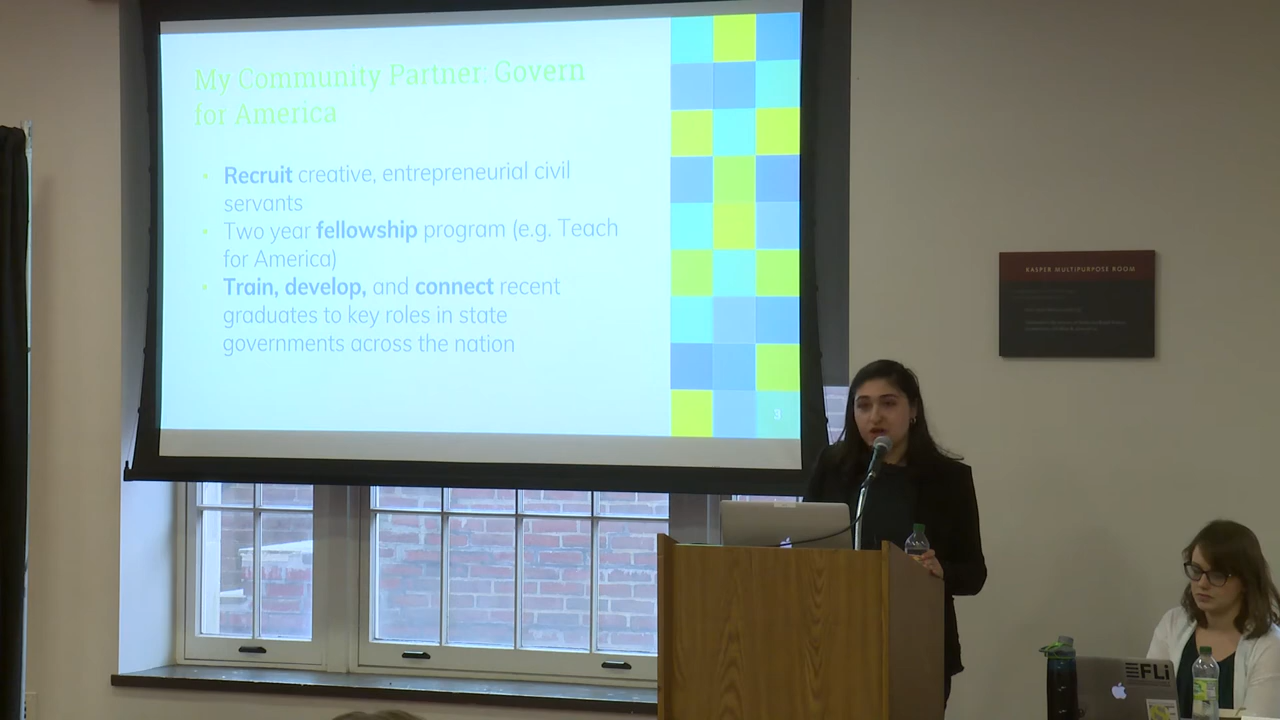 My Community Partner: Govern
for America
• Recruit creative, entrepreneurial civil
servants
• Two year fellowship program (e.g. Teach
for America)
• Train, develop, and connect recent
graduates to key roles in state
governments across the nation
3
KASPER MULTIPURPOSE ROOM
FLi